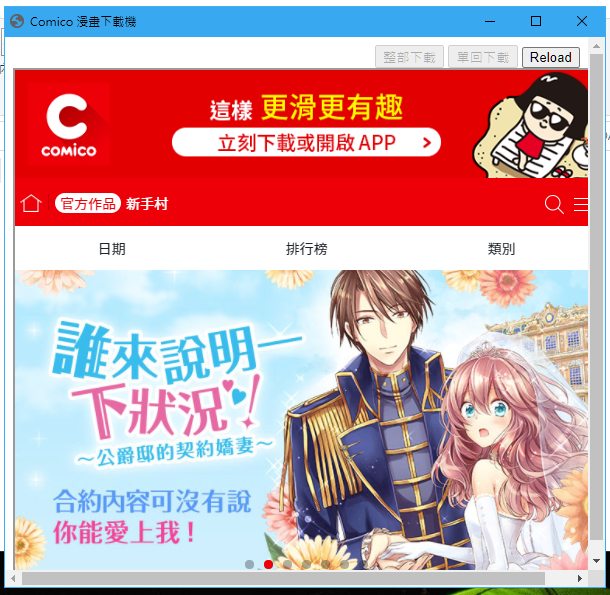 Comico 漫畫下載機
整部下載 單回下載 Reload
這樣 更滑更有趣
comico
立刻下載或開啟 APP
官方作品 新手村
日期 排行榜 類別
誰來說明一
下狀況!
～公爵邸的契約嬌妻～
合約內容可沒有說
你能愛上我！